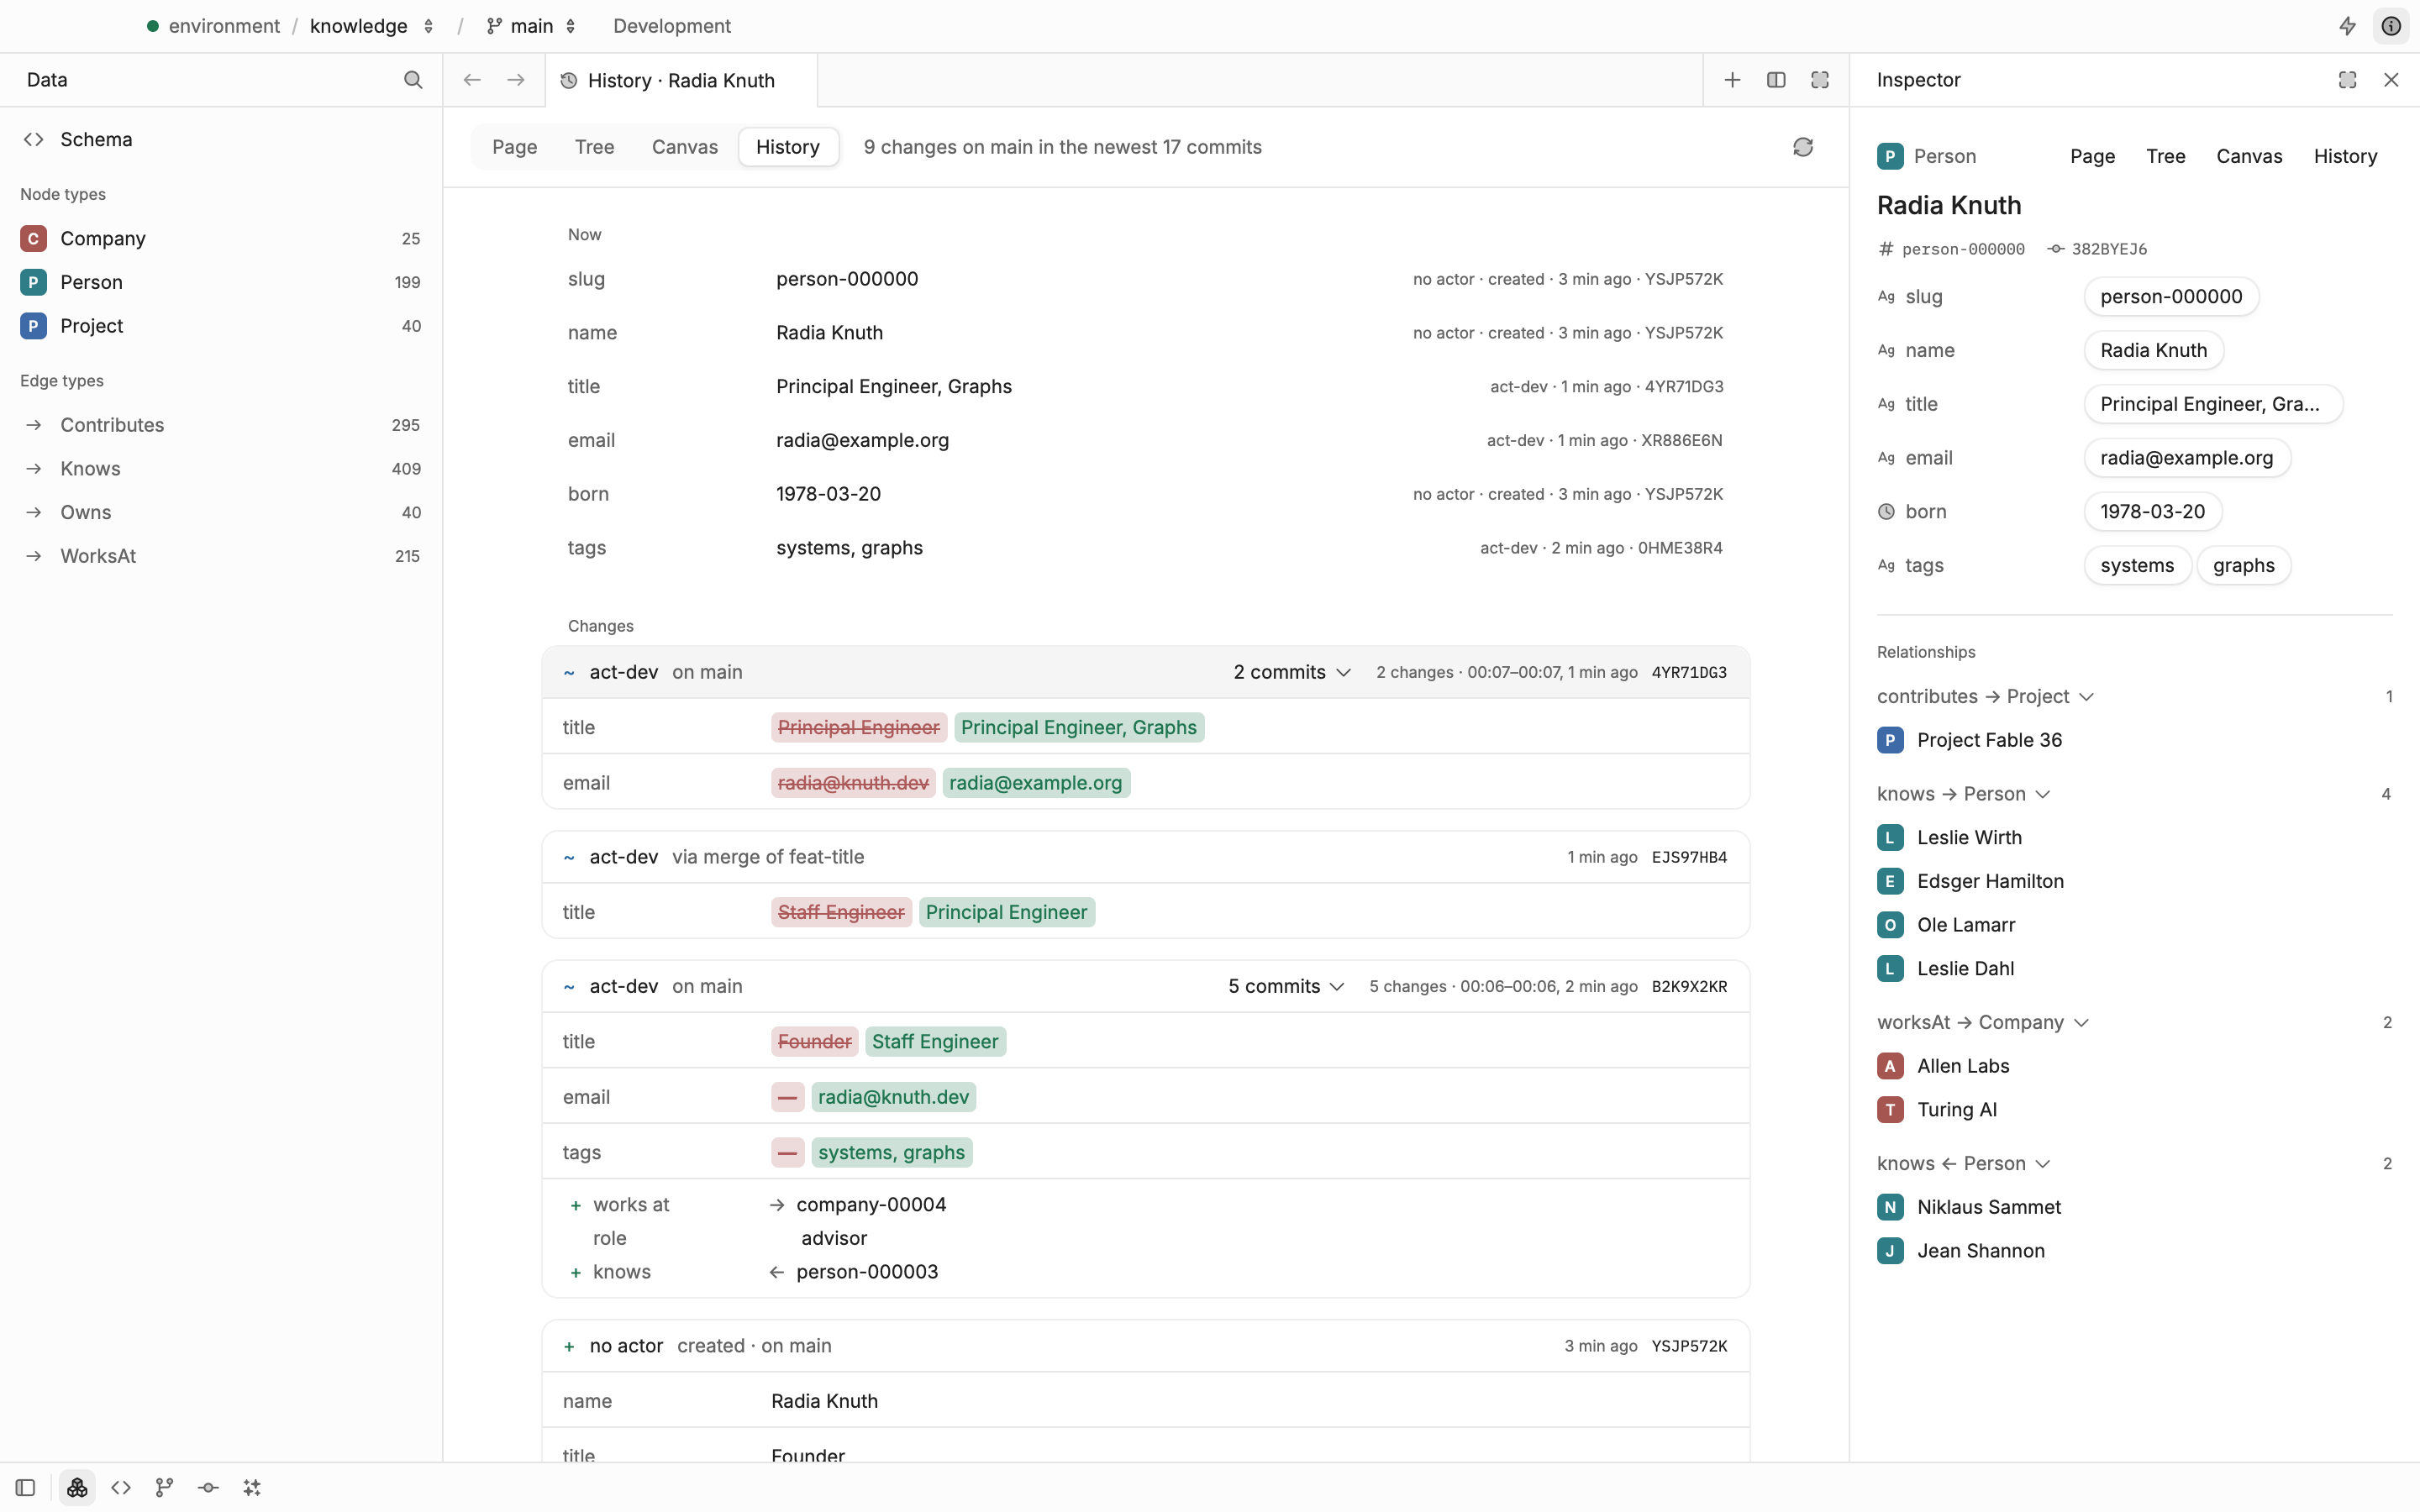 environment / knowledge / main Development
Data
Schema
Node types
C Company 25
P Person 199
P Project 40
Edge types
→ Contributes 295
→ Knows 409
→ Owns 40
→ WorksAt 215
History · Radia Knuth
Page Tree Canvas History 9 changes on main in the newest 17 commits
Now
slug person-000000 no actor · created · 3 min ago · YSJP572K
name Radia Knuth no actor · created · 3 min ago · YSJP572K
title Principal Engineer, Graphs act-dev · 1 min ago · 4YR71DG3
email radia@example.org act-dev · 1 min ago · XR886E6N
born 1978-03-20 no actor · created · 3 min ago · YSJP572K
tags systems, graphs act-dev · 2 min ago · 0HME38R4
Changes
~ act-dev on main 2 commits 2 changes · 00:07–00:07, 1 min ago 4YR71DG3
title Principal Engineer Principal Engineer, Graphs
email radia@knuth.dev radia@example.org
~ act-dev via merge of feat-title 1 min ago EJS97HB4
title Staff Engineer Principal Engineer
~ act-dev on main 5 commits 5 changes · 00:06–00:06, 2 min ago B2K9X2KR
title Founder Staff Engineer
email — radia@knuth.dev
tags — systems, graphs
+ works at → company-00004
role advisor
+ knows ← person-000003
+ no actor created · on main 3 min ago YSJP572K
name Radia Knuth
title Founder
Inspector
P Person Page Tree Canvas History
Radia Knuth
# person-000000 382BYEJ6
Ag slug person-000000
Ag name Radia Knuth
Ag title Principal Engineer, Gra...
Ag email radia@example.org
born 1978-03-20
Ag tags systems graphs
Relationships
contributes → Project 1
P Project Fable 36
knows → Person 4
L Leslie Wirth
E Edsger Hamilton
O Ole Lamarr
L Leslie Dahl
worksAt → Company 2
A Allen Labs
T Turing AI
knows ← Person 2
N Niklaus Sammet
J Jean Shannon